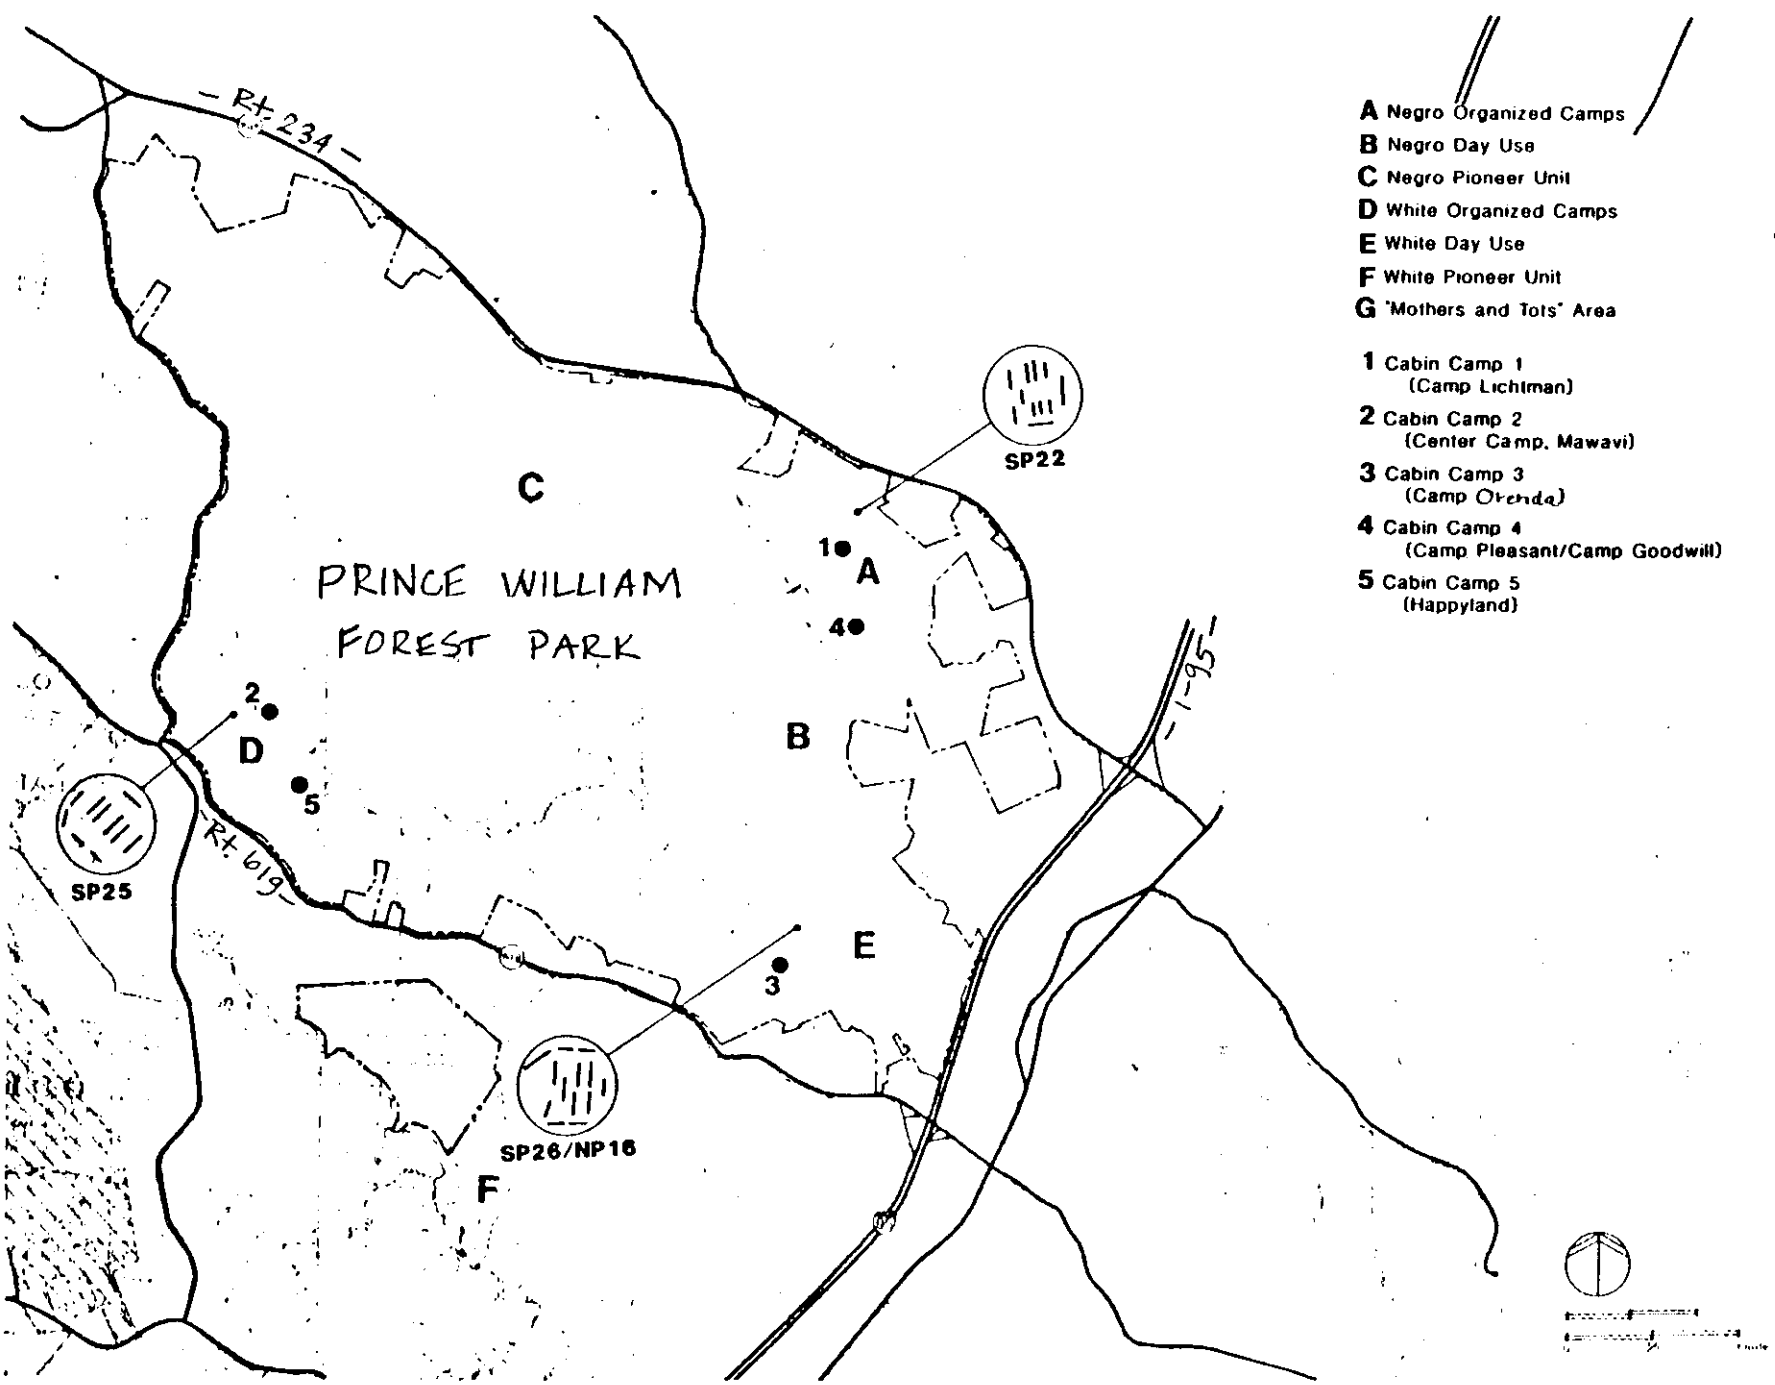 - Rt. 234 -
A Negro Organized Camps
B Negro Day Use
C Negro Pioneer Unit
D White Organized Camps
E White Day Use
F White Pioneer Unit
G "Mothers and Tots" Area
1 Cabin Camp 1
(Camp Lichtman)
2 Cabin Camp 2
(Center Camp, Mawavi)
3 Cabin Camp 3
(Camp Orenda)
4 Cabin Camp 4
(Camp Pleasant/Camp Goodwill)
5 Cabin Camp 5
(Happyland)
SP22
C
1
A
PRINCE WILLIAM
FOREST PARK
4
- I-95 -
2
D
B
5
- Rt. 619 -
SP25
E
3
SP26/NP16
F